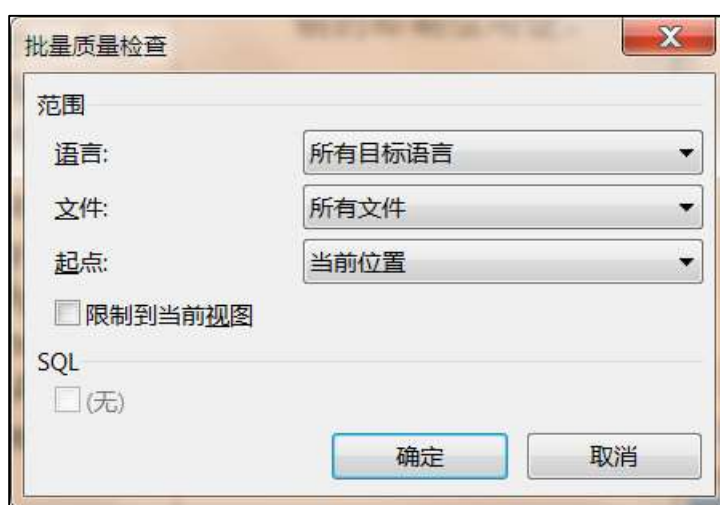 批量质量检查
范围
语言: 所有目标语言
文件: 所有文件
起点: 当前位置
限制到当前视图
SQL
(无)
确定 取消